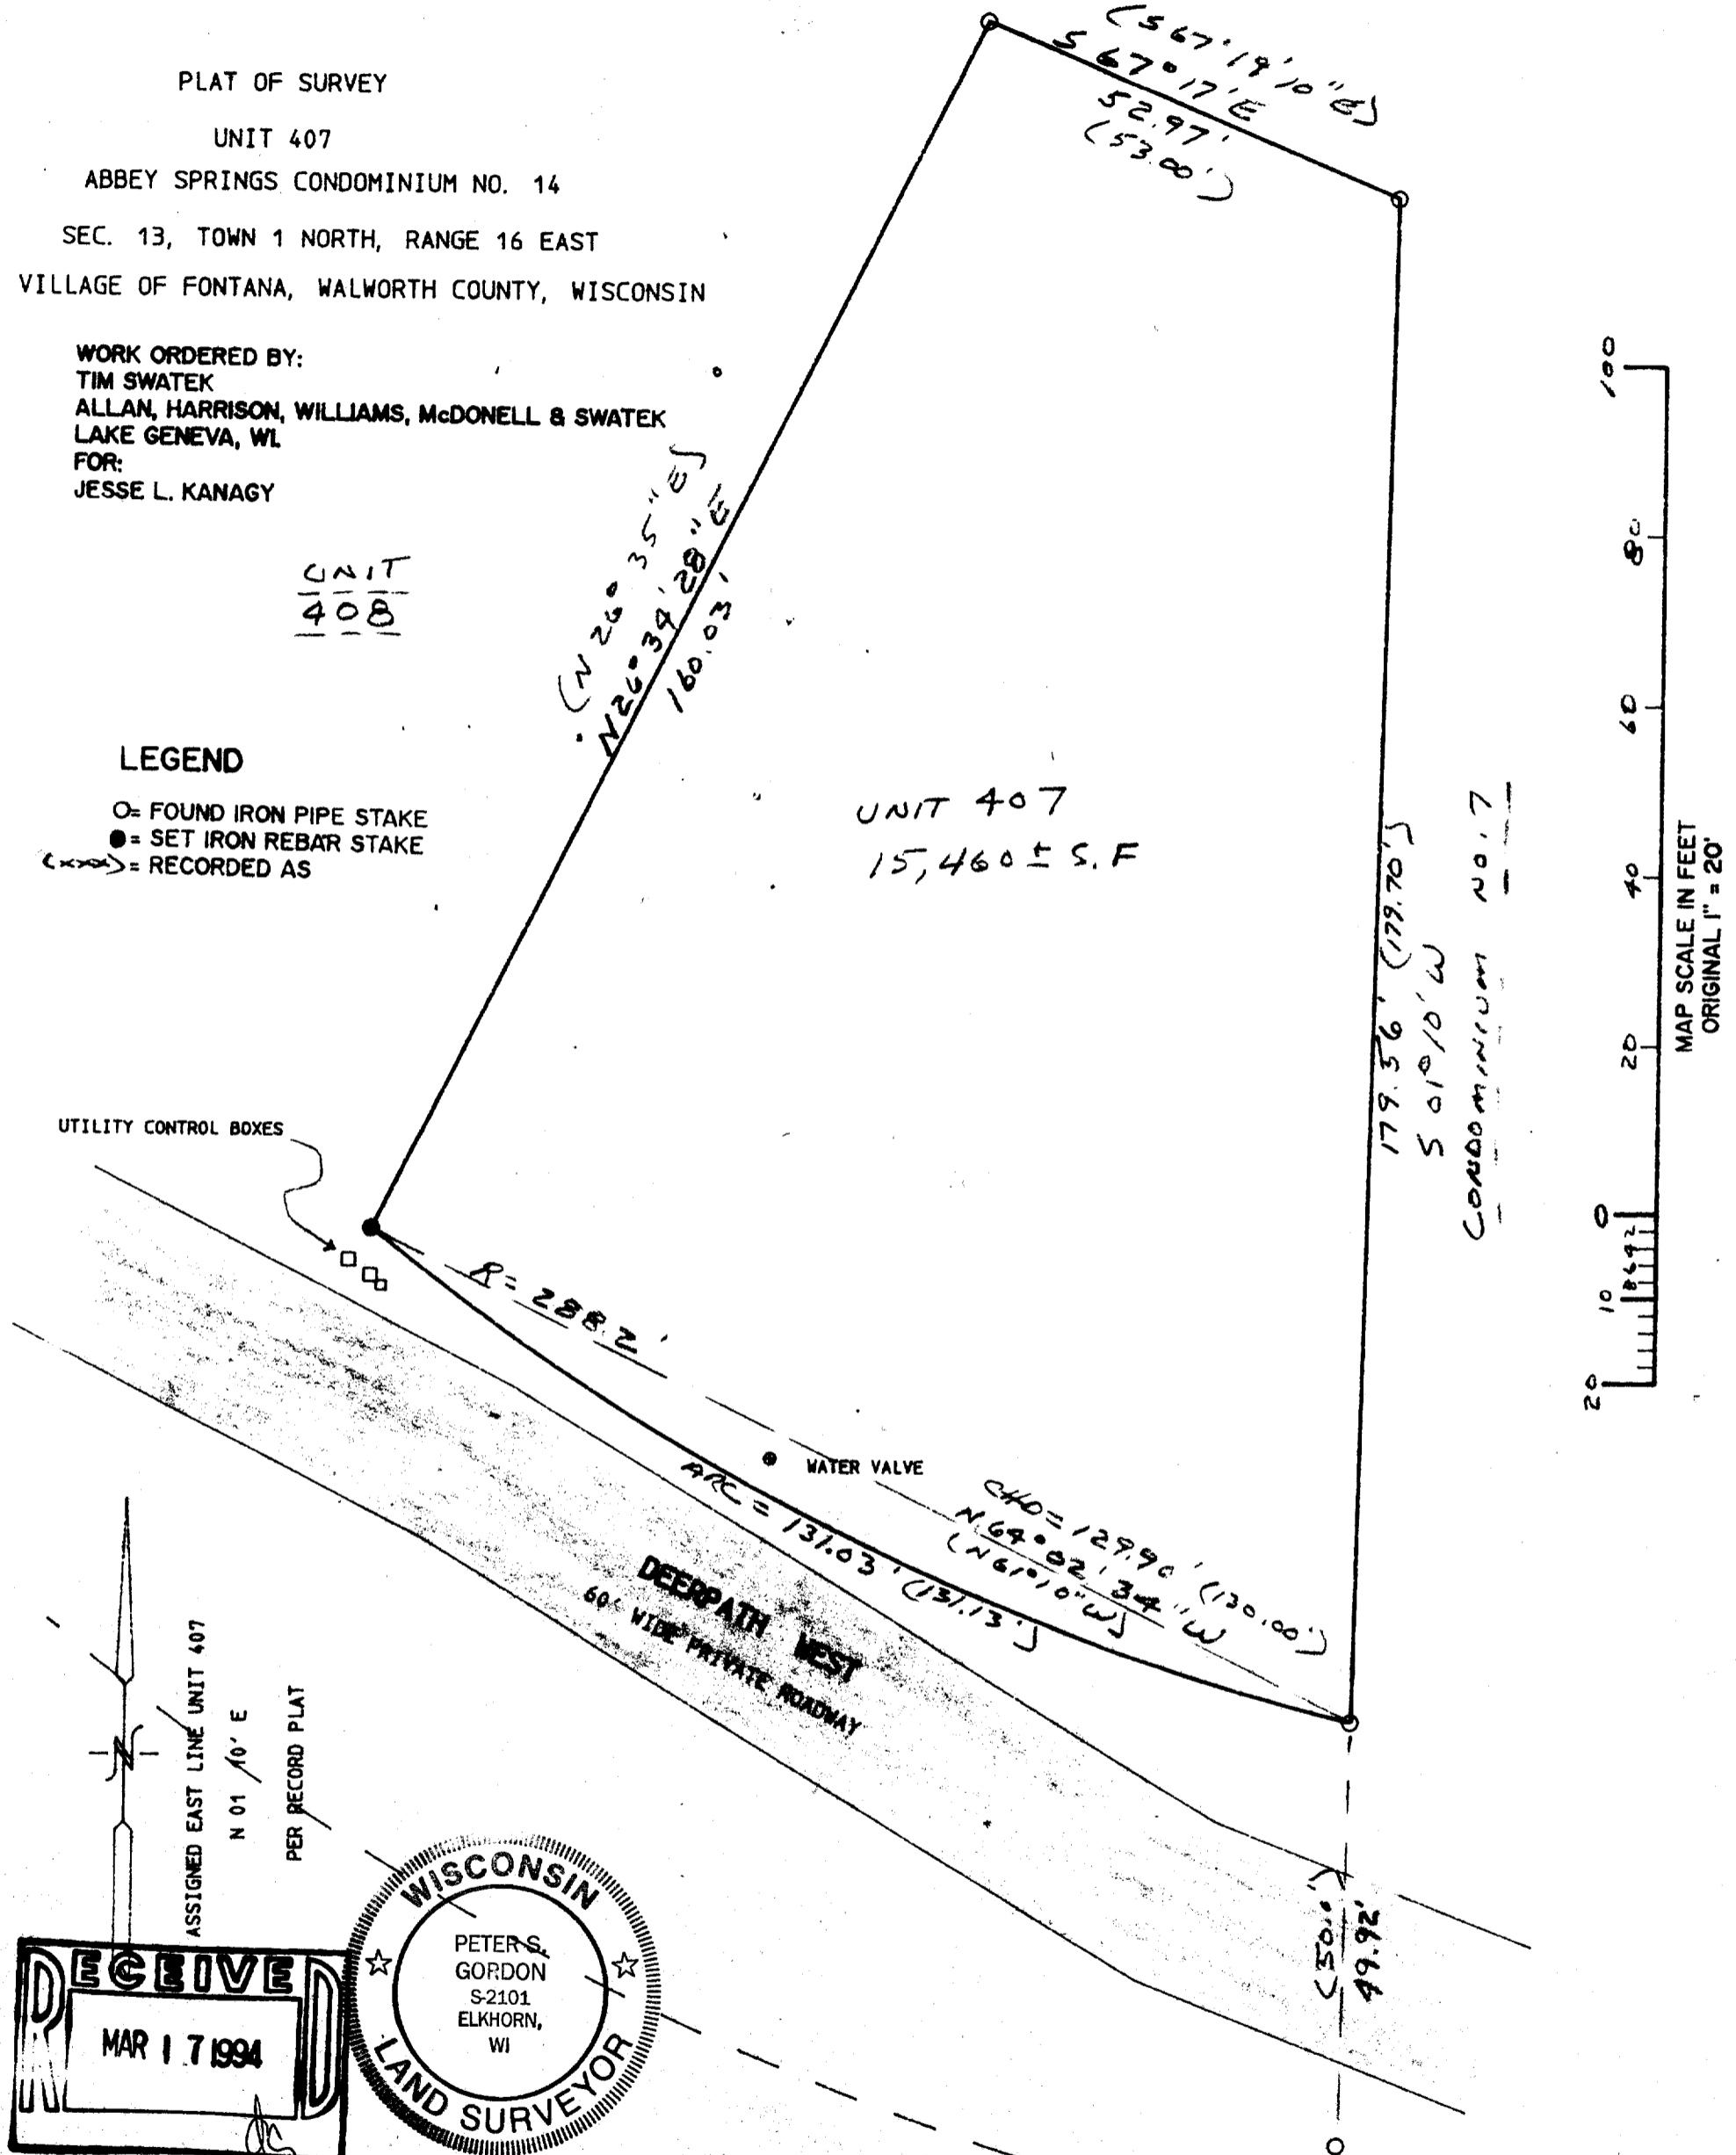 PLAT OF SURVEY
UNIT 407
ABBEY SPRINGS CONDOMINIUM NO. 14
SEC. 13, TOWN 1 NORTH, RANGE 16 EAST
VILLAGE OF FONTANA, WALWORTH COUNTY, WISCONSIN
WORK ORDERED BY:
TIM SWATEK
ALLAN, HARRISON, WILLIAMS, McDONELL & SWATEK
LAKE GENEVA, WI.
FOR:
JESSE L. KANAGY
UNIT
408
LEGEND
O= FOUND IRON PIPE STAKE
●= SET IRON REBAR STAKE
(xxx)= RECORDED AS
(S 67°19'10"E)
S 67°17'E
52.97'
(53.00')
(N 26° 35"E)
N26°34'28"E
160.03'
UNIT 407
15,460± S.F
179.56' (179.70')
S 01°10'W
CONDOMINIUM NO. 7
100
80
60
40
20
0
2
4
6
8
10
20
MAP SCALE IN FEET
ORIGINAL 1" = 20'
UTILITY CONTROL BOXES
R= 288.2'
WATER VALVE
ARC = 131.03' (131.13')
CHD= 129.90' (130.00')
N.64°02'34"W
(N61°10"W)
DEERPATH WEST
60' WIDE PRIVATE ROADWAY
(50.0')
49.92'
N
ASSIGNED EAST LINE UNIT 407
N 01 10' E
PER RECORD PLAT
RECEIVED
MAR 17 1994
WISCONSIN
PETER S.
GORDON
S-2101
ELKHORN,
WI
LAND SURVEYOR